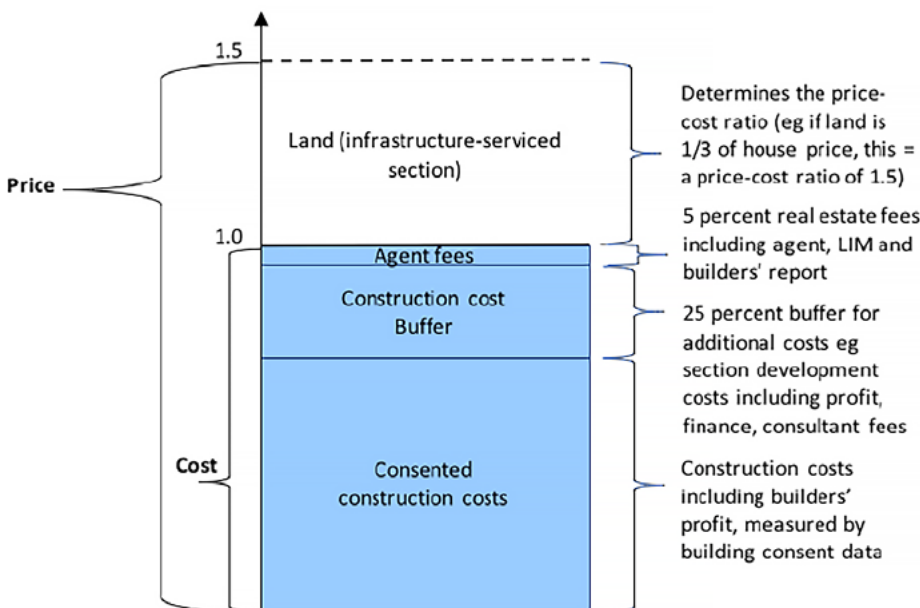 1.5
Land (infrastructure-serviced
section)
Determines the price-
cost ratio (eg if land is
1/3 of house price, this =
a price-cost ratio of 1.5)
Price
1.0
Agent fees
5 percent real estate fees
including agent, LIM and
builders' report
Construction cost
Buffer
25 percent buffer for
additional costs eg
section development
costs including profit,
finance, consultant fees
Cost
Consented
construction costs
Construction costs
including builders’
profit, measured by
building consent data